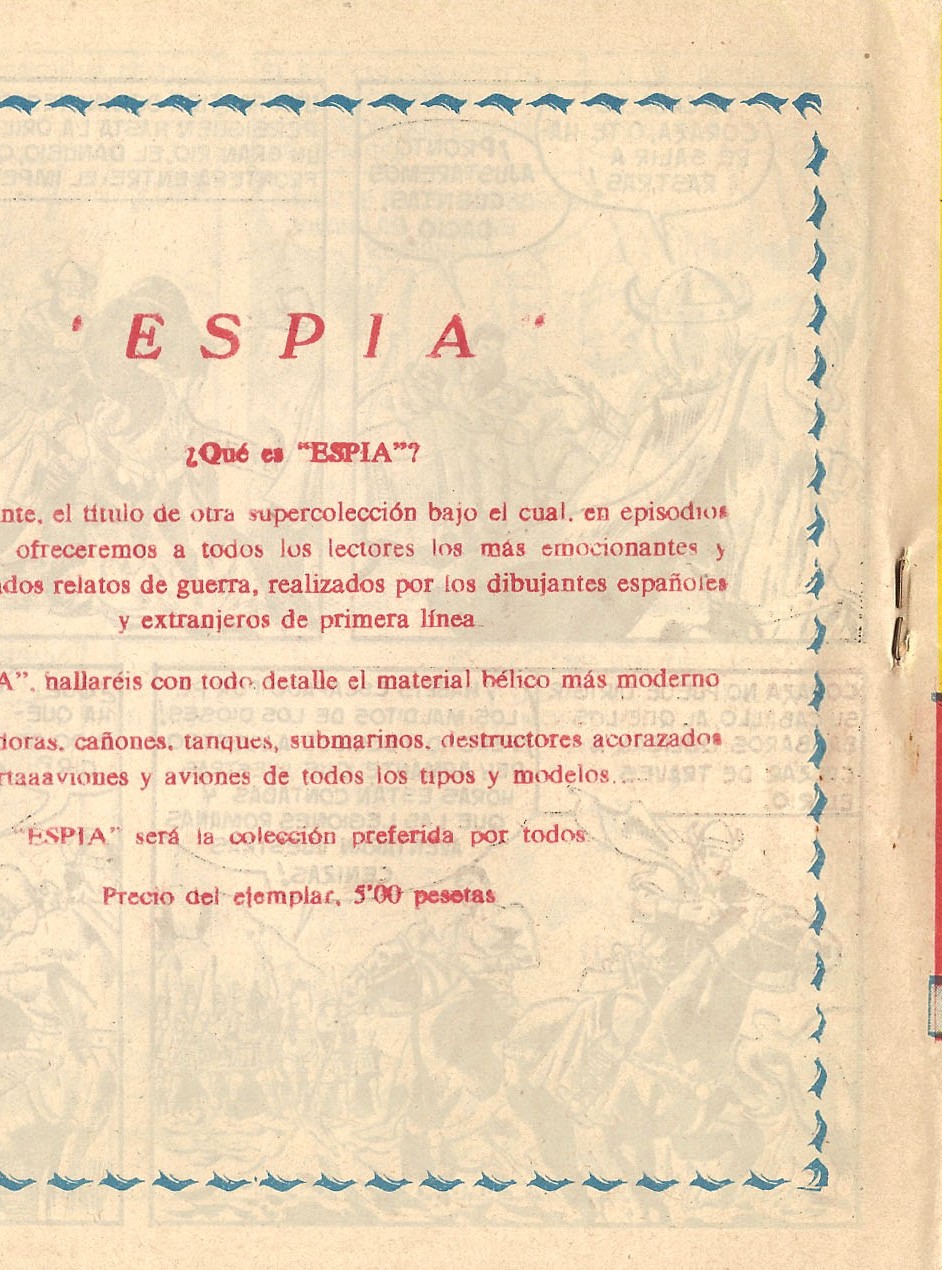 "ESPIA"
¿Qué es "ESPIA"?
nte, el título de otra supercolección bajo el cual, en episodios
ofreceremos a todos los lectores los más emocionantes y
dos relatos de guerra, realizados por los dibujantes españoles
y extranjeros de primera línea
A", hallaréis con todo detalle el material bélico más moderno
doras, cañones, tanques, submarinos, destructores acorazados
rtaaaviones y aviones de todos los tipos y modelos...
"ESPIA" será la colección preferida por todos
Precio del ejemplar, 5'00 pesetas